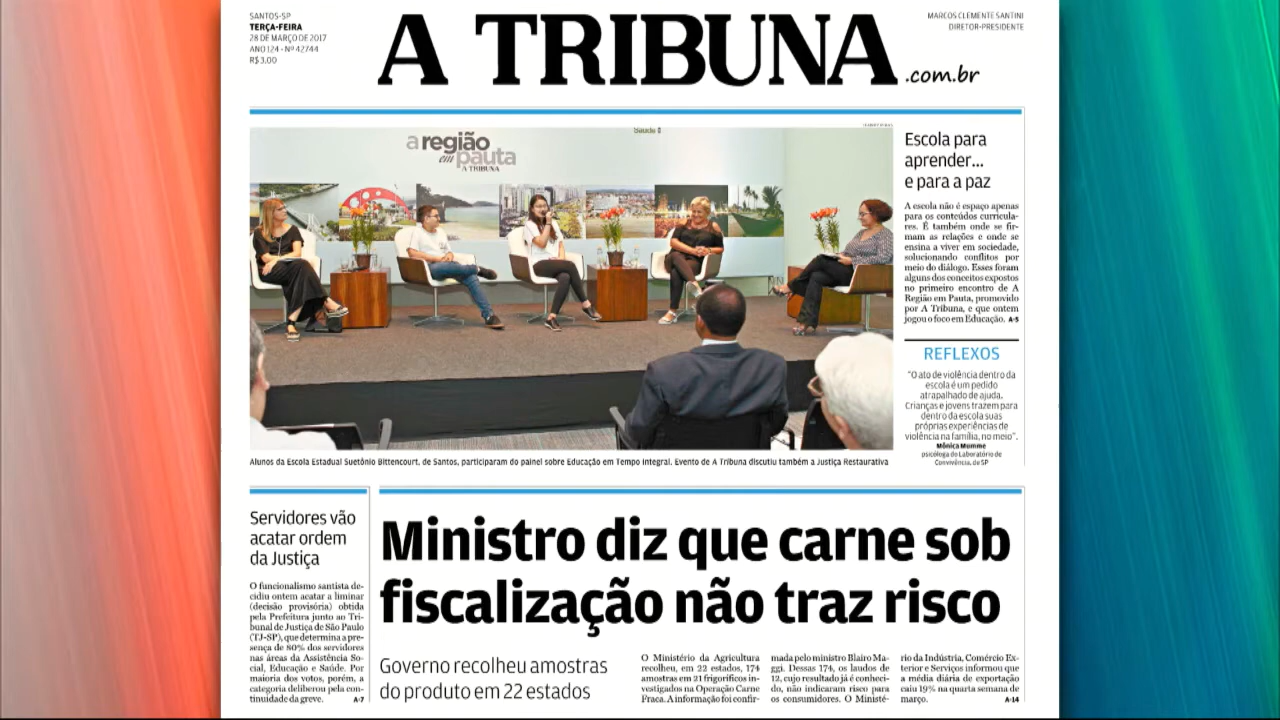 SANTOS-SP
TERÇA-FEIRA
28 DE MARÇO DE 2017
ANO 124 - Nº 42744
R$ 3,00
A TRIBUNA
.com.br
MARCOS CLEMENTE SANTINI
DIRETOR-PRESIDENTE
a região
em pauta
A TRIBUNA
Saúde
Alunos da Escola Estadual Suetônio Bittencourt, de Santos, participaram do painel sobre Educação em Tempo Integral. Evento de A Tribuna discutiu também a Justiça Restaurativa
Escola para
aprender...
e para a paz
A escola não é espaço apenas
para os conteúdos curricula-
res. É também onde se fir-
mam as relações e onde se
ensina a viver em sociedade,
solucionando conflitos por
meio do diálogo. Esses foram
alguns dos conceitos expostos
no primeiro encontro de A
Região em Pauta, promovido
por A Tribuna, e que ontem
jogou o foco em Educação. A-5
REFLEXOS
"O ato de violência dentro da
escola é um pedido
atrapalhado de ajuda.
Crianças e jovens trazem para
dentro da escola suas
próprias experiências de
violência na família, no meio".
Mônica Mumme
psicóloga do Laboratório de
Convivência, de SP
Servidores vão
acatar ordem
da Justiça
O funcionalismo santista de-
cidiu ontem acatar a liminar
(decisão provisória) obtida
pela Prefeitura junto ao Tri-
bunal de Justiça de São Paulo
(TJ-SP), que determina a pre-
sença de 80% dos servidores
nas áreas da Assistência So-
cial, Educação e Saúde. Por
maioria dos votos, porém, a
categoria deliberou pela con-
tinuidade da greve. A-7
Ministro diz que carne sob
fiscalização não traz risco
Governo recolheu amostras
do produto em 22 estados
O Ministério da Agricultura
recolheu, em 22 estados, 174
amostras em 21 frigoríficos in-
vestigados na Operação Carne
Fraca. A informação foi confir-
mada pelo ministro Blairo Ma-
ggi. Dessas 174, os laudos de
12, cujo resultado já é conheci-
do, não indicaram risco para
os consumidores. O Ministé-
rio da Indústria, Comércio Ex-
terior e Serviços informou que
a média diária de exportação
caiu 19% na quarta semana de
março. A-14